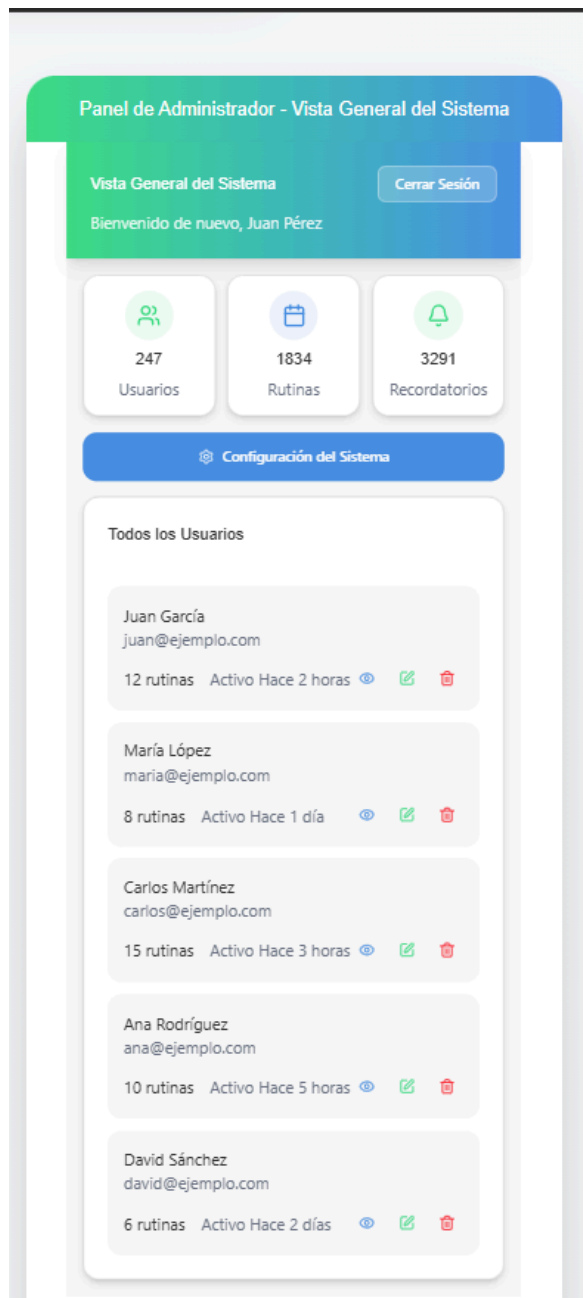 Panel de Administrador - Vista General del Sistema
Vista General del Sistema
Cerrar Sesión
Bienvenido de nuevo, Juan Pérez
247
Usuarios
1834
Rutinas
3291
Recordatorios
Configuración del Sistema
Todos los Usuarios
Juan García
juan@ejemplo.com
12 rutinas Activo Hace 2 horas
María López
maria@ejemplo.com
8 rutinas Activo Hace 1 día
Carlos Martínez
carlos@ejemplo.com
15 rutinas Activo Hace 3 horas
Ana Rodríguez
ana@ejemplo.com
10 rutinas Activo Hace 5 horas
David Sánchez
david@ejemplo.com
6 rutinas Activo Hace 2 días